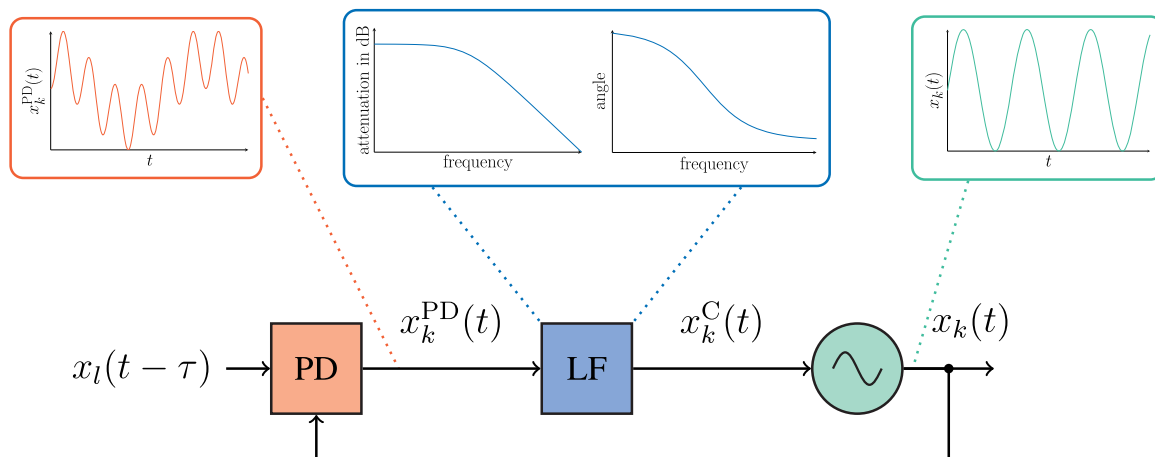 x_k^PD(t)
t
attenuation in dB
frequency
angle
frequency
x_k(t)
t
x_l(t − τ)
PD
x_k^PD(t)
LF
x_k^C(t)
x_k(t)